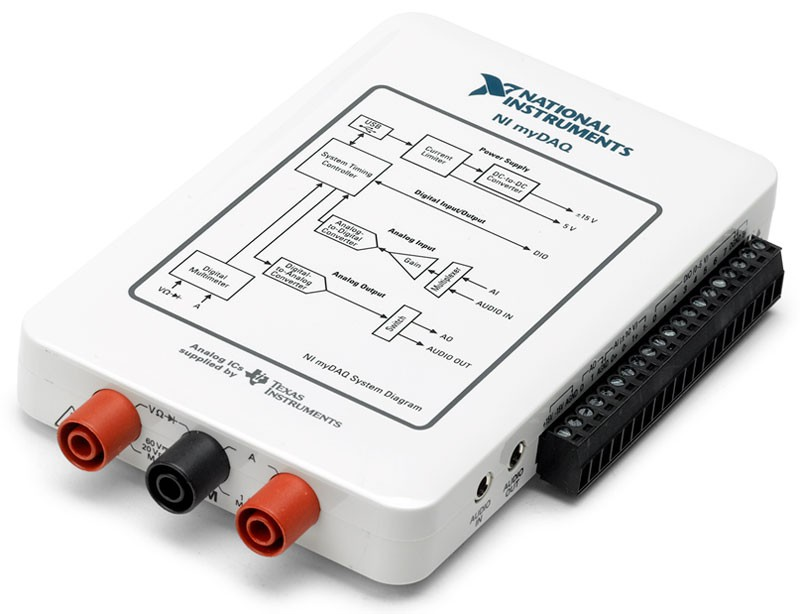 NATIONAL
INSTRUMENTS
NI myDAQ
USB
Current
Limiter
Power Supply
DC-to-DC
Converter
±15 V
5 V
System Timing
Controller
Digital Input/Output
DIO
Analog-
to-Digital
Converter
Analog Input
Gain
Multiplexer
AI
AUDIO IN
Digital
Multimeter
VΩ
A
Digital-
to-Analog
Converter
Analog Output
Switch
AO
AUDIO OUT
NI myDAQ System Diagram
Analog ICs
supplied by
TEXAS
INSTRUMENTS
VΩ
A
60 V
20 V
AUDIO
IN
AUDIO
OUT